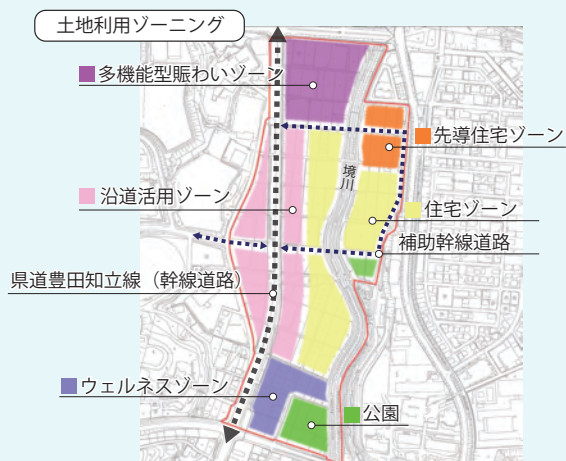 土地利用ゾーニング
多機能型賑わいゾーン
先導住宅ゾーン
境川
沿道活用ゾーン
住宅ゾーン
補助幹線道路
県道豊田知立線（幹線道路）
ウェルネスゾーン
公園